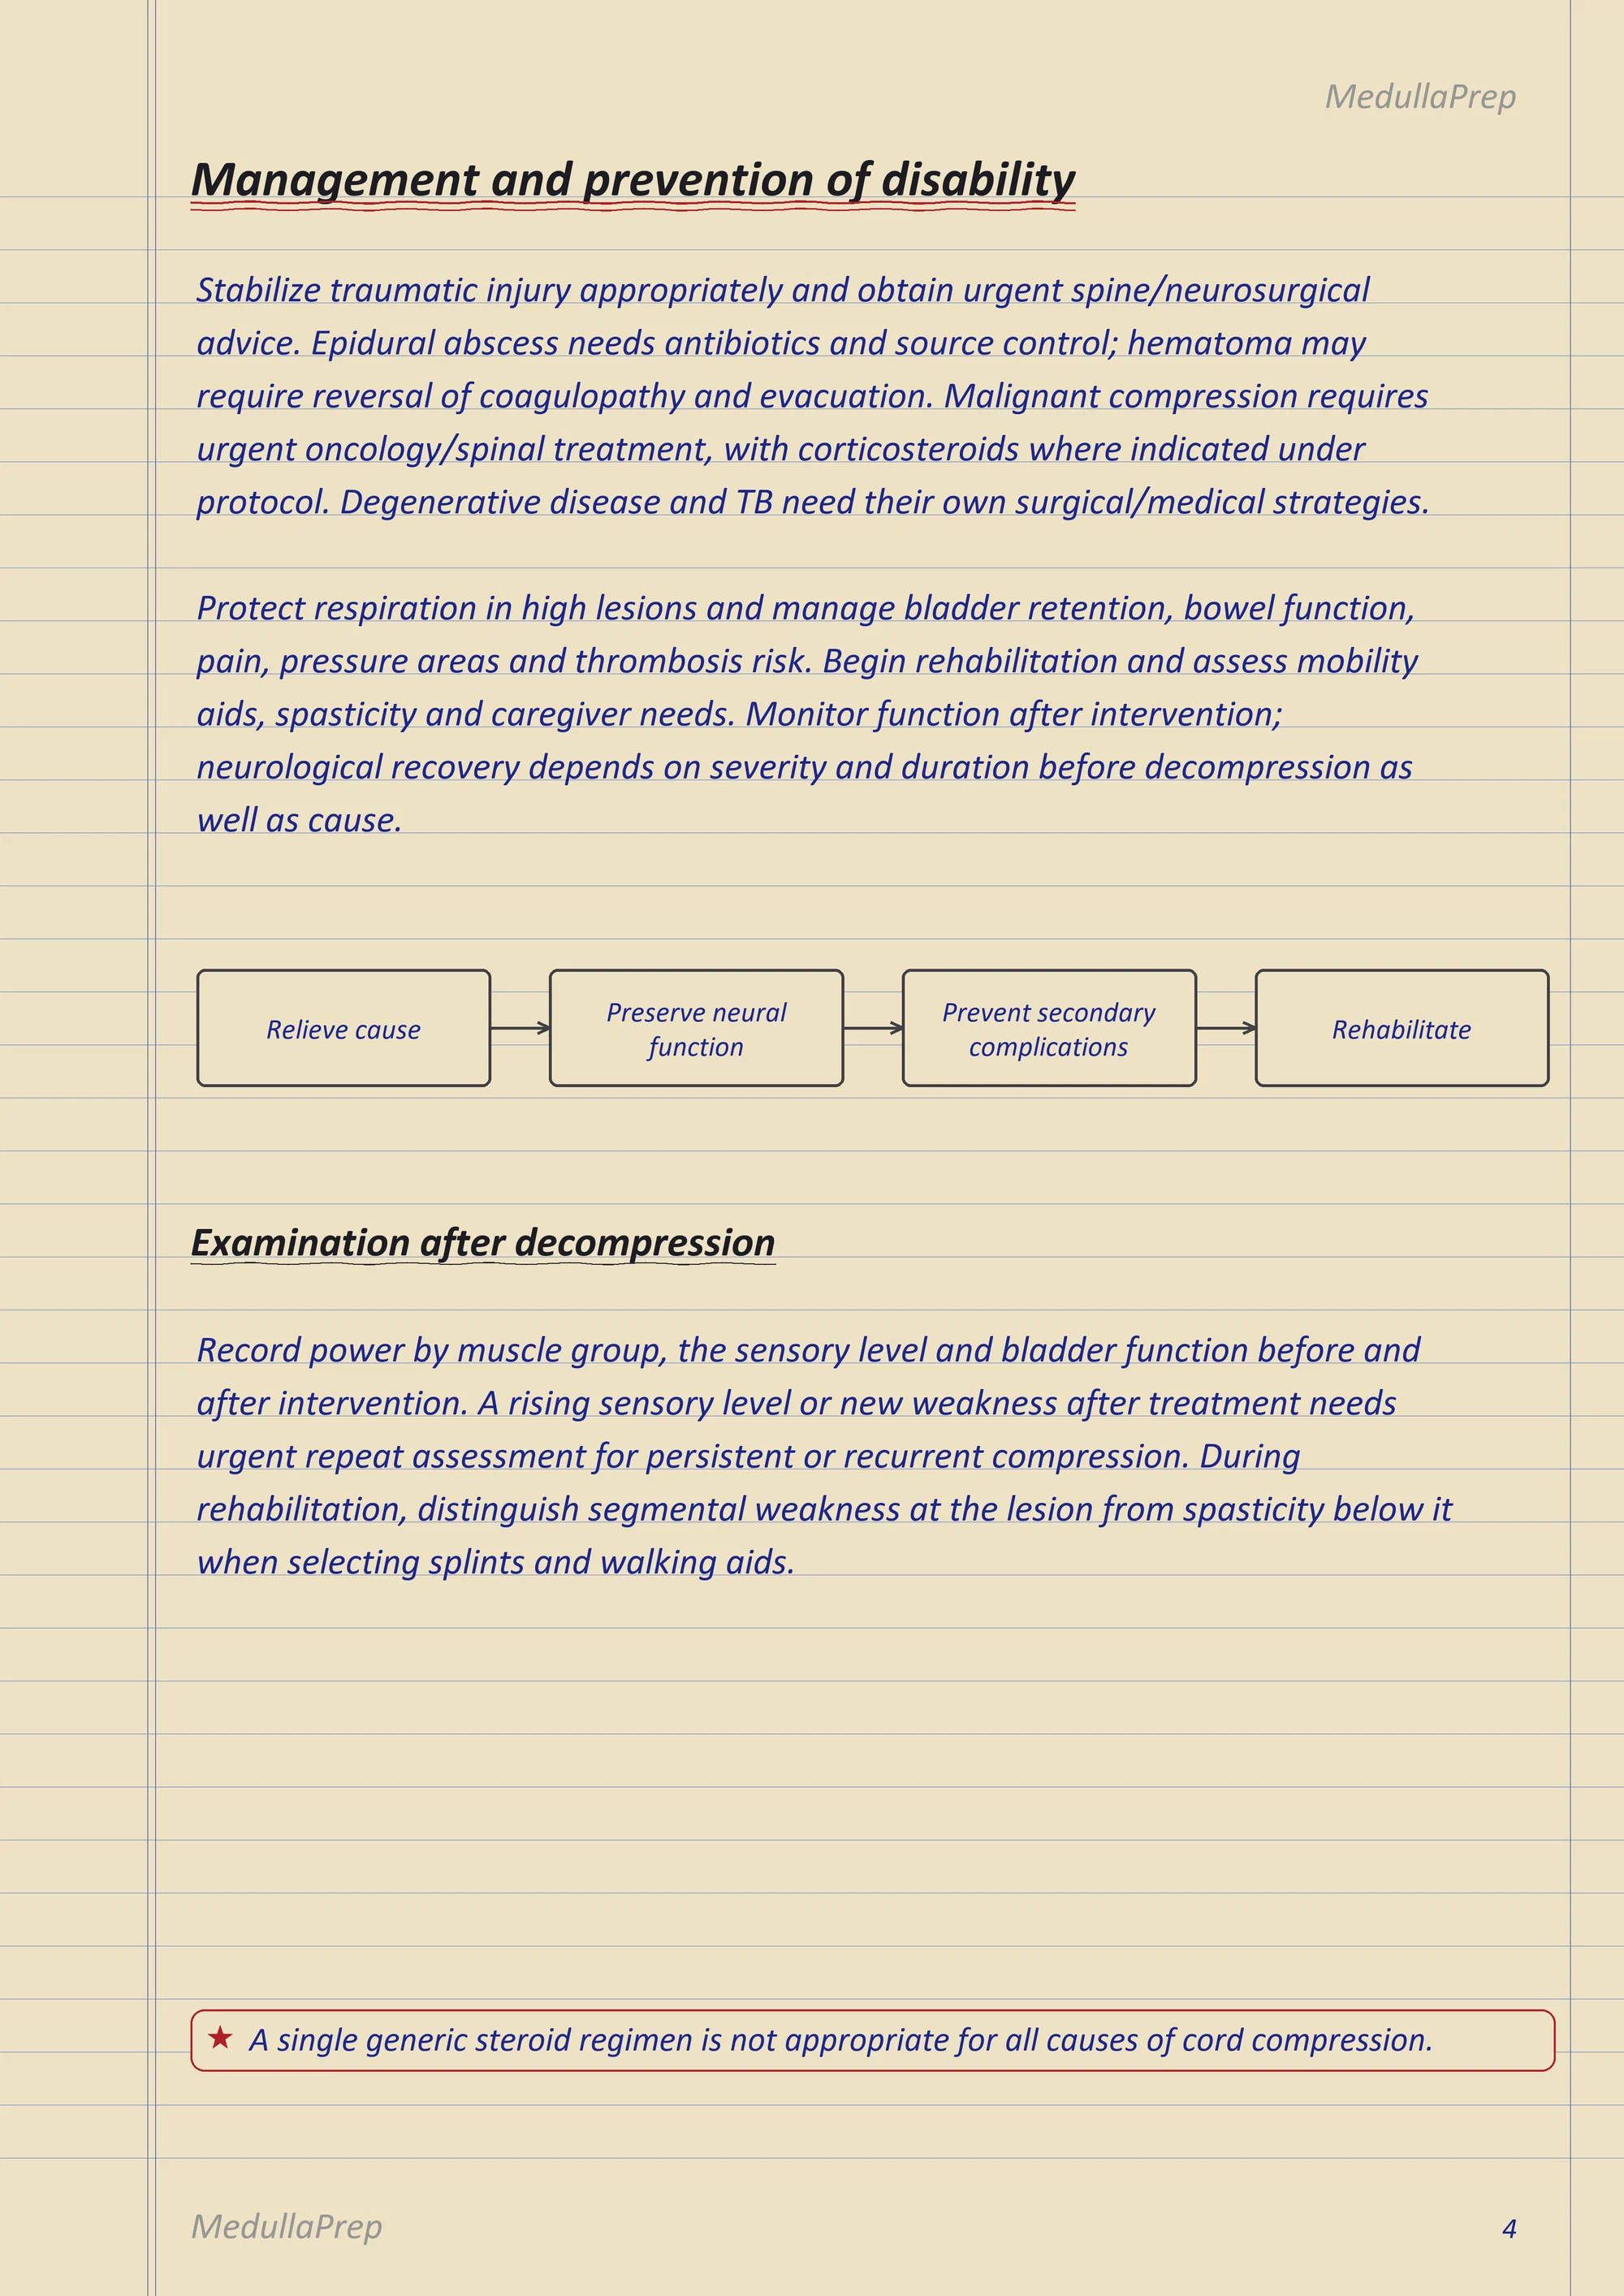 MedullaPrep
Management and prevention of disability
Stabilize traumatic injury appropriately and obtain urgent spine/neurosurgical
advice. Epidural abscess needs antibiotics and source control; hematoma may
require reversal of coagulopathy and evacuation. Malignant compression requires
urgent oncology/spinal treatment, with corticosteroids where indicated under
protocol. Degenerative disease and TB need their own surgical/medical strategies.
Protect respiration in high lesions and manage bladder retention, bowel function,
pain, pressure areas and thrombosis risk. Begin rehabilitation and assess mobility
aids, spasticity and caregiver needs. Monitor function after intervention;
neurological recovery depends on severity and duration before decompression as
well as cause.
Relieve cause
Preserve neural
function
Prevent secondary
complications
Rehabilitate
Examination after decompression
Record power by muscle group, the sensory level and bladder function before and
after intervention. A rising sensory level or new weakness after treatment needs
urgent repeat assessment for persistent or recurrent compression. During
rehabilitation, distinguish segmental weakness at the lesion from spasticity below it
when selecting splints and walking aids.
★ A single generic steroid regimen is not appropriate for all causes of cord compression.
MedullaPrep
4